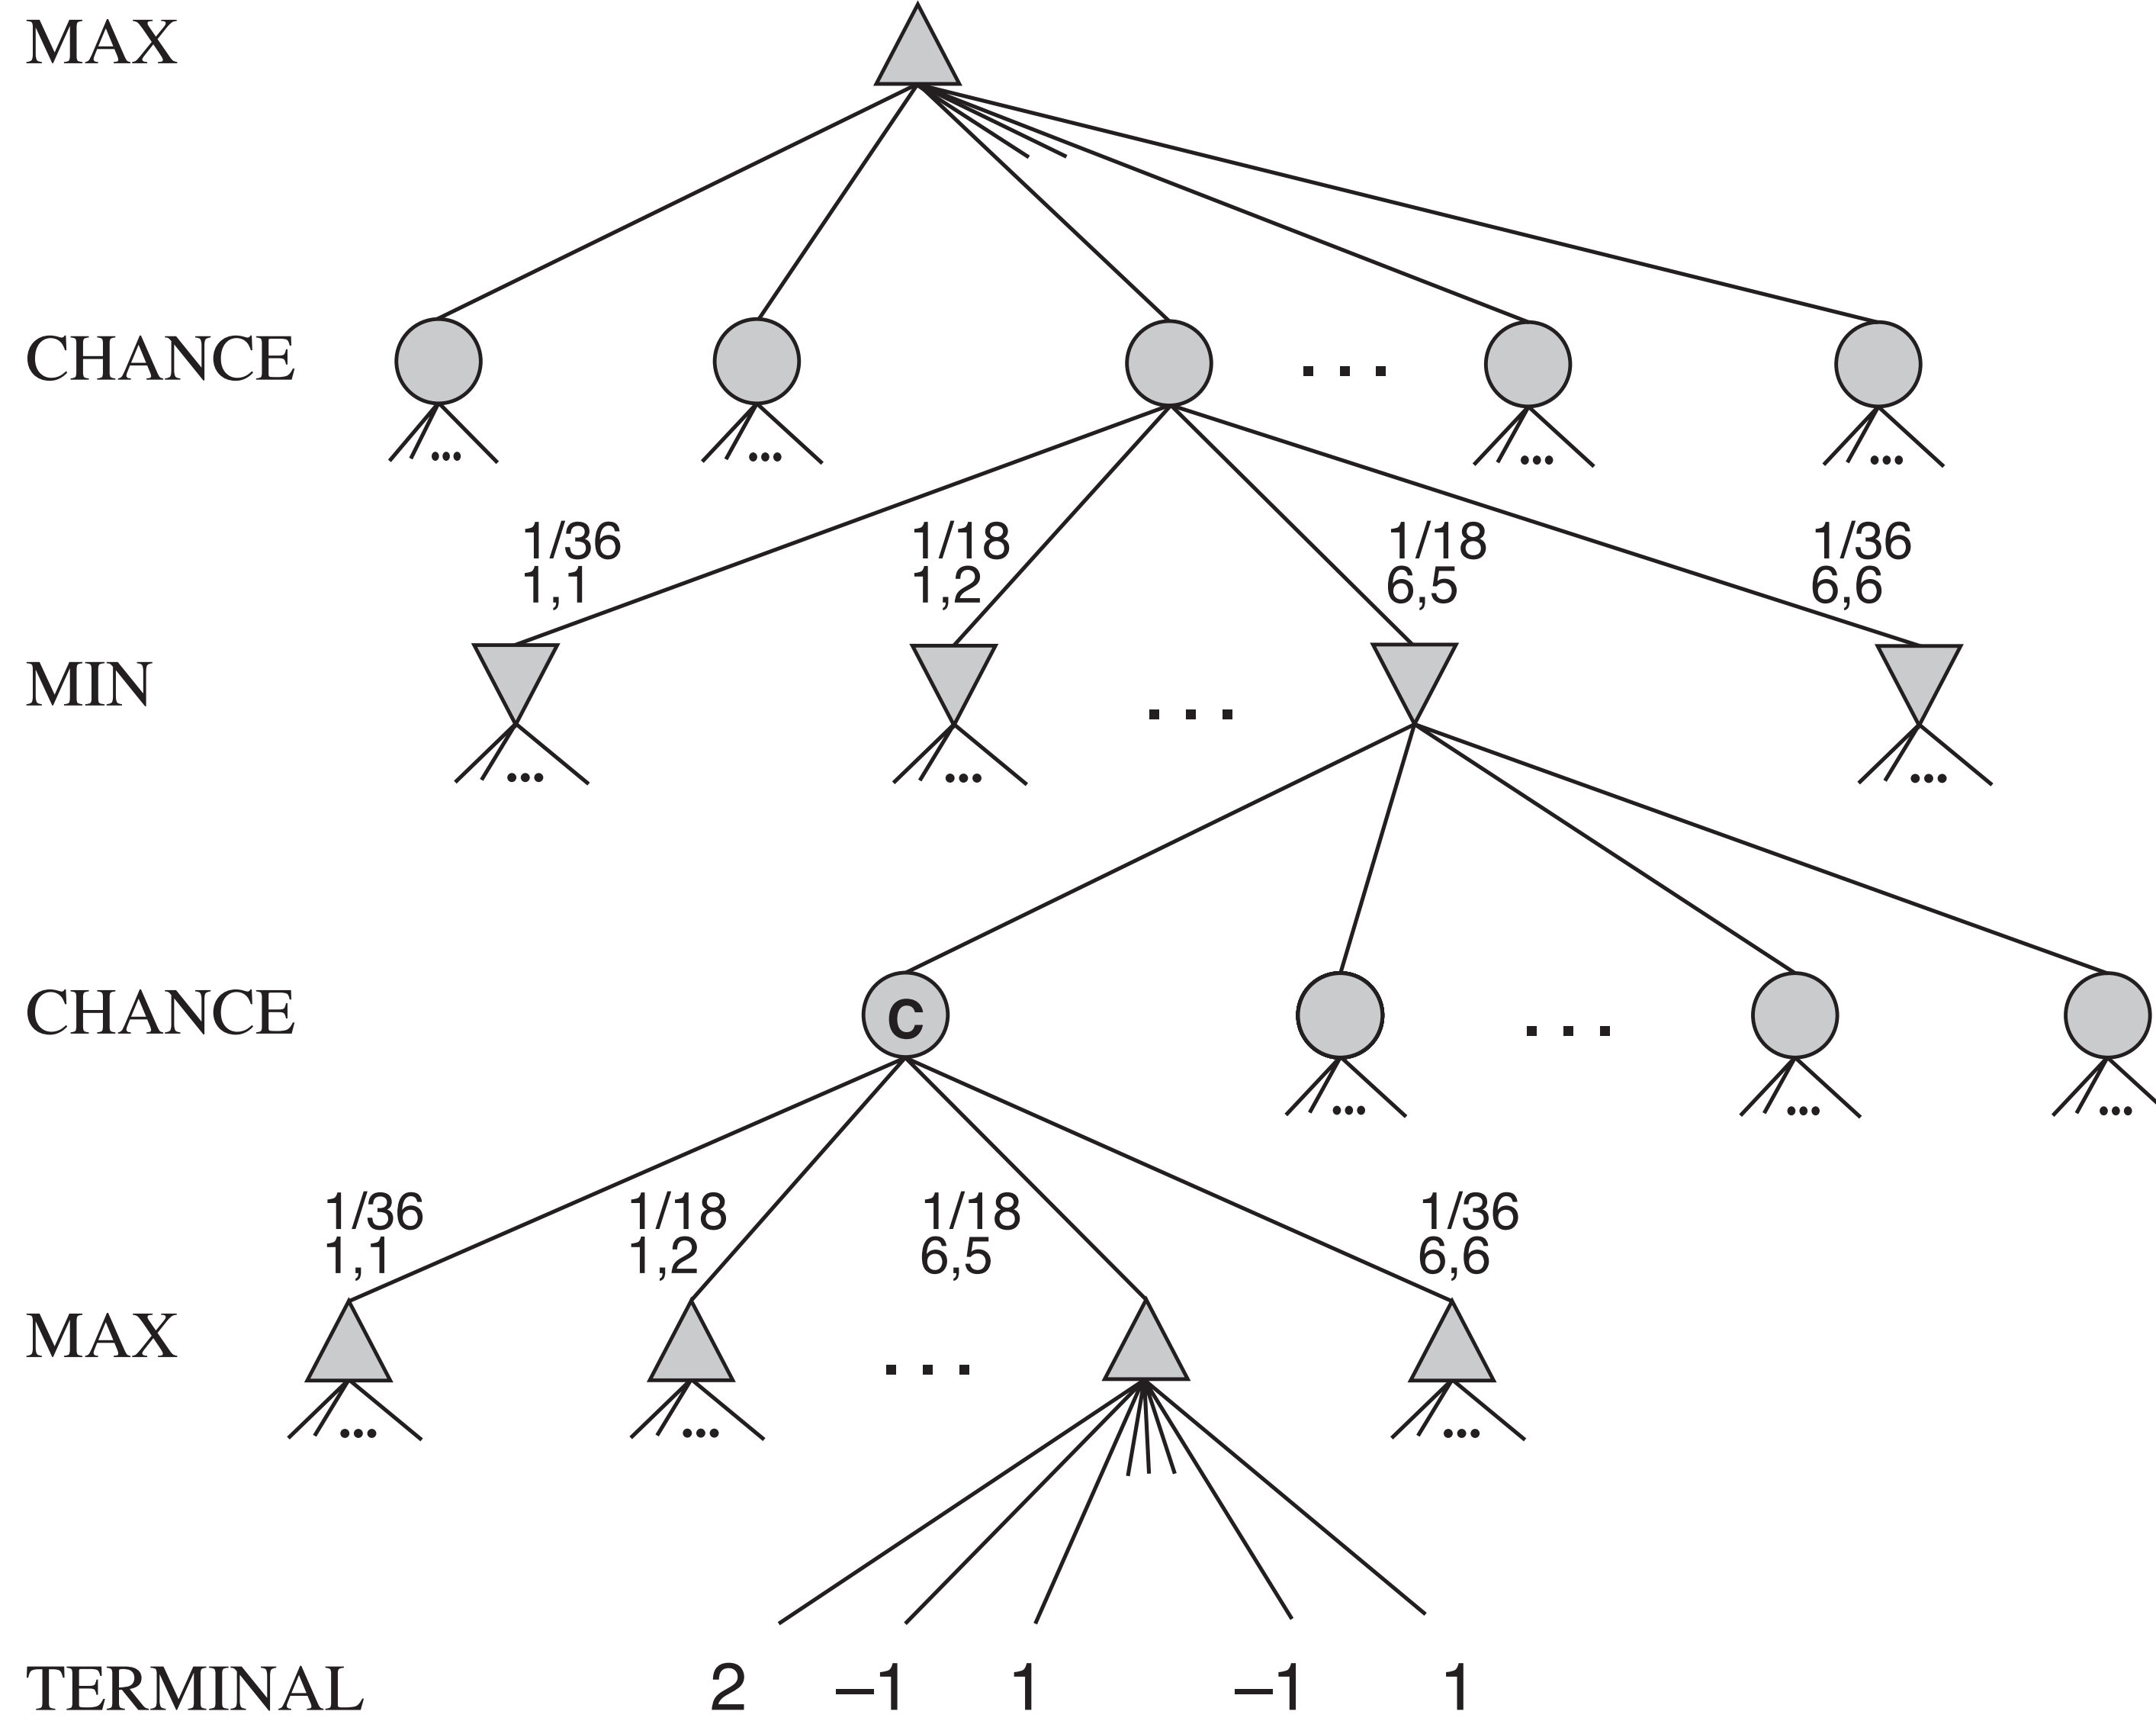 MAX
CHANCE
1/36 1/18 1/18 1/36
1,1 1,2 6,5 6,6
MIN
CHANCE C
1/36 1/18 1/18 1/36
1,1 1,2 6,5 6,6
MAX
TERMINAL 2 –1 1 –1 1